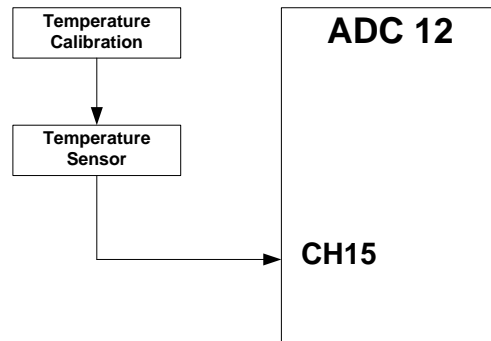 Temperature
Calibration
ADC 12
Temperature
Sensor
CH15